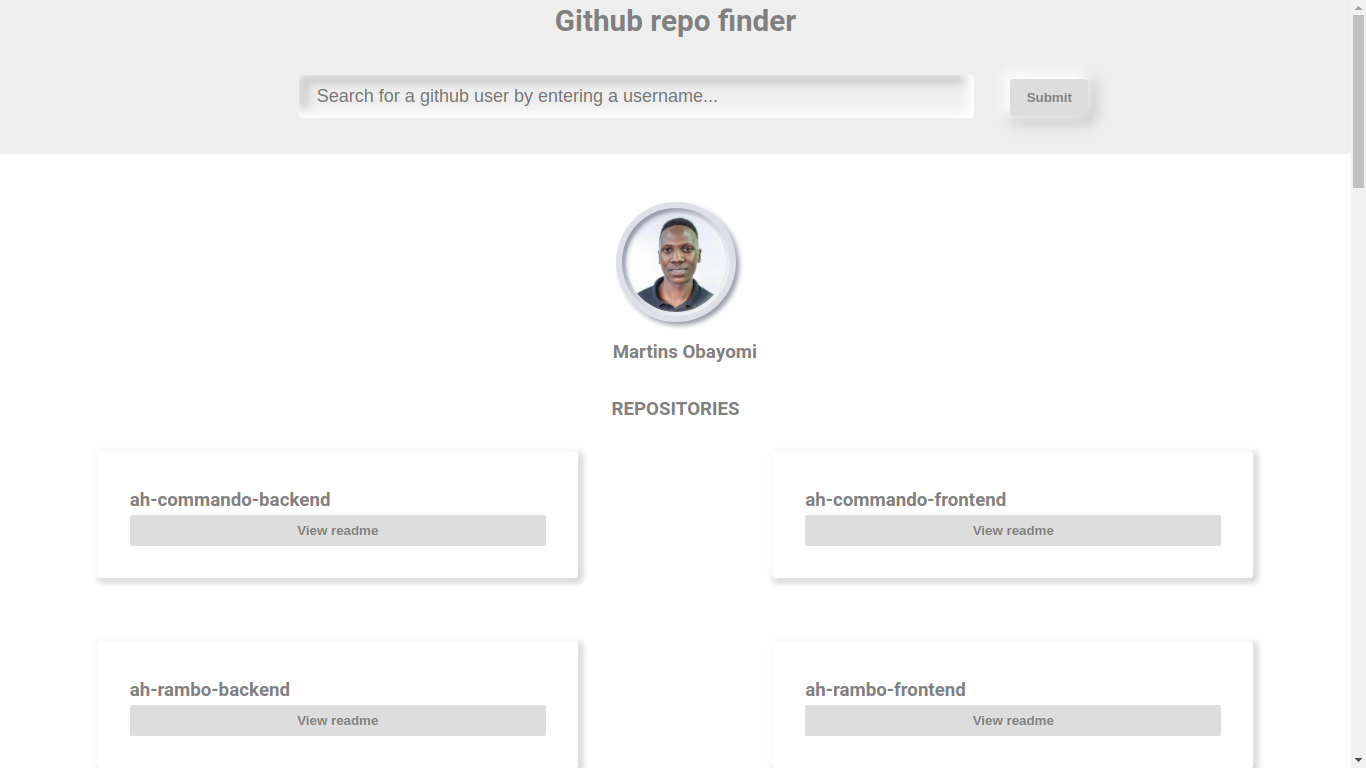 Github repo finder
Search for a github user by entering a username...
Submit
Martins Obayomi
REPOSITORIES
ah-commando-backend
View readme
ah-commando-frontend
View readme
ah-rambo-backend
View readme
ah-rambo-frontend
View readme